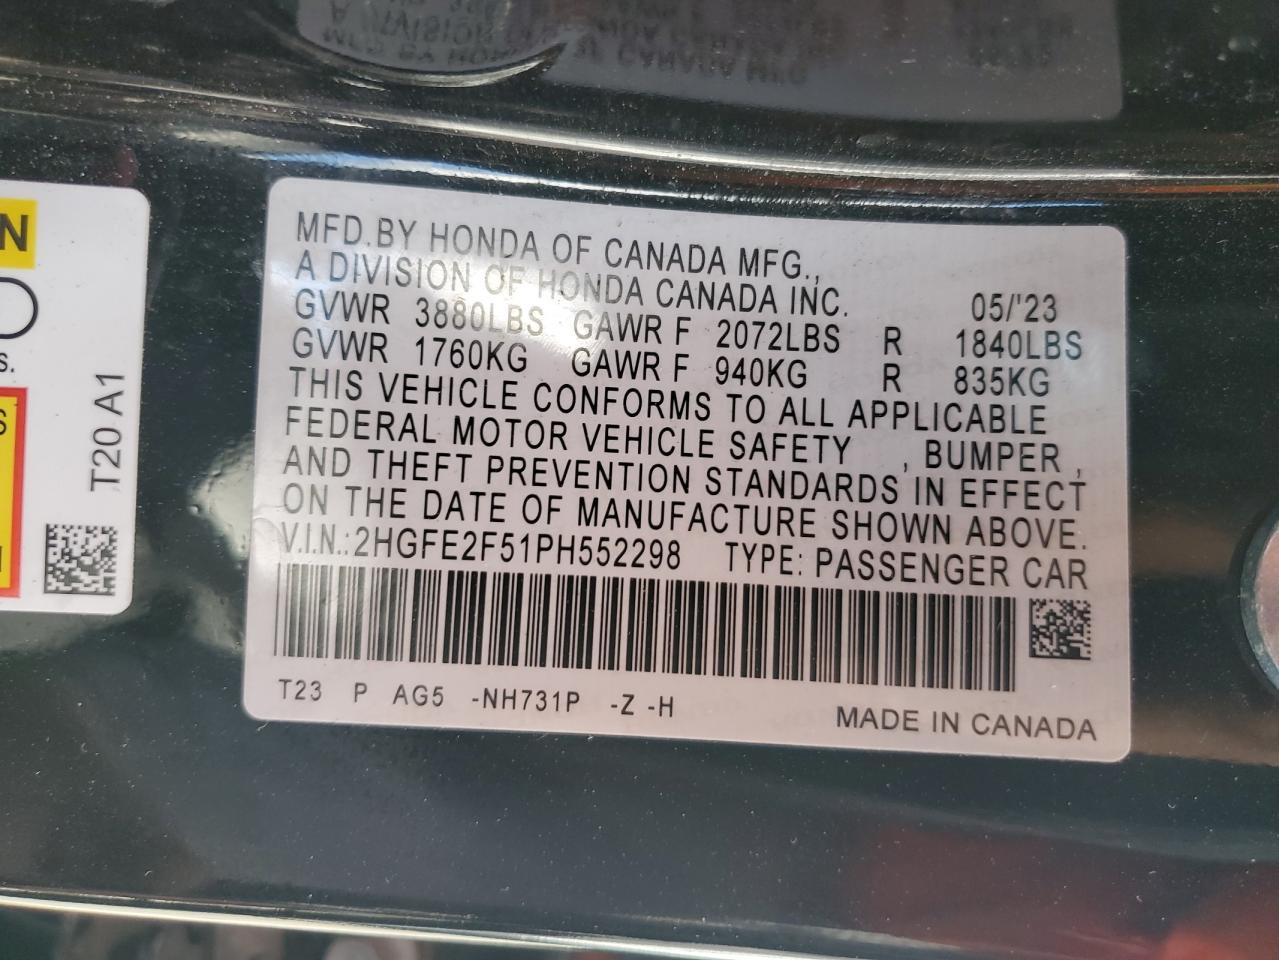 MFD.BY HONDA OF CANADA MFG.,
A DIVISION OF HONDA CANADA INC. 05/'23
GVWR 3880LBS GAWR F 2072LBS R 1840LBS
GVWR 1760KG GAWR F 940KG R 835KG
THIS VEHICLE CONFORMS TO ALL APPLICABLE
FEDERAL MOTOR VEHICLE SAFETY , BUMPER ,
AND THEFT PREVENTION STANDARDS IN EFFECT
ON THE DATE OF MANUFACTURE SHOWN ABOVE.
V.I.N.:2HGFE2F51PH552298 TYPE: PASSENGER CAR
T23 P AG5 -NH731P -Z -H
MADE IN CANADA
T20 A1
N
S.
S